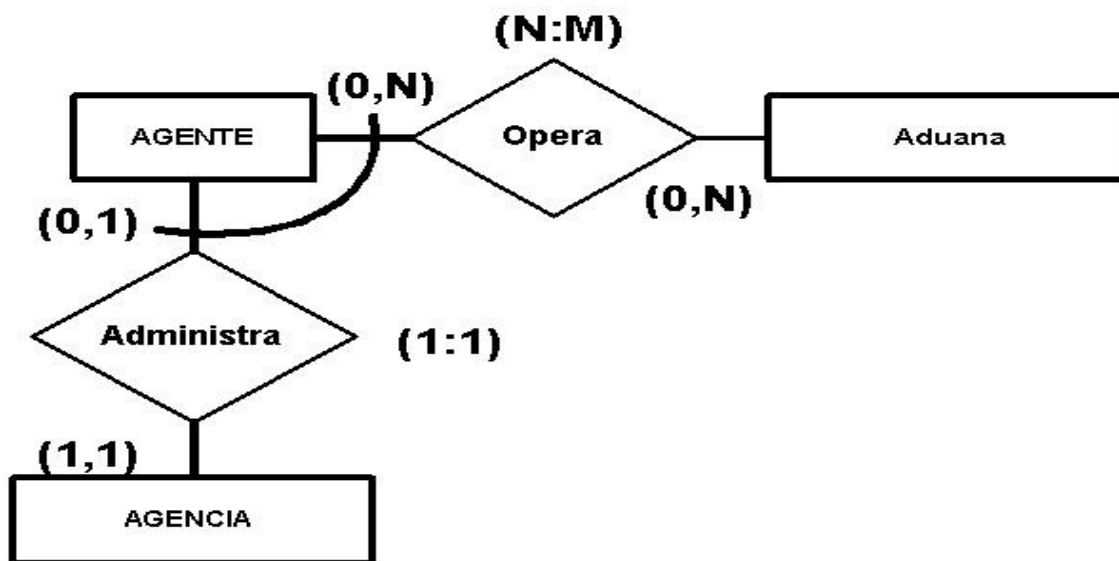 (N:M)
(0,N)
AGENTE
Opera
Aduana
(0,N)
(0,1)
Administra
(1:1)
(1,1)
AGENCIA